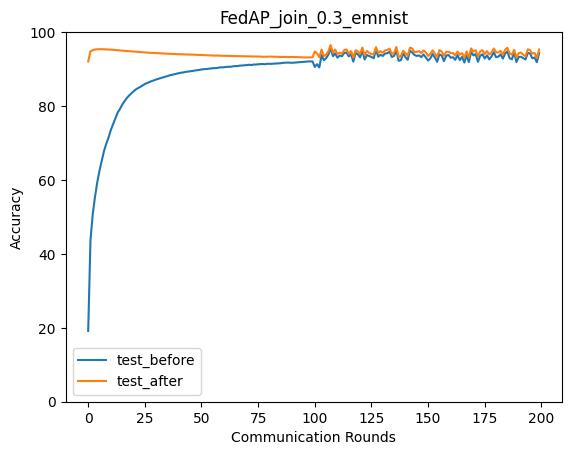 FedAP_join_0.3_emnist
100
80
60
40
20
0
Accuracy
test_before
test_after
0 25 50 75 100 125 150 175 200
Communication Rounds